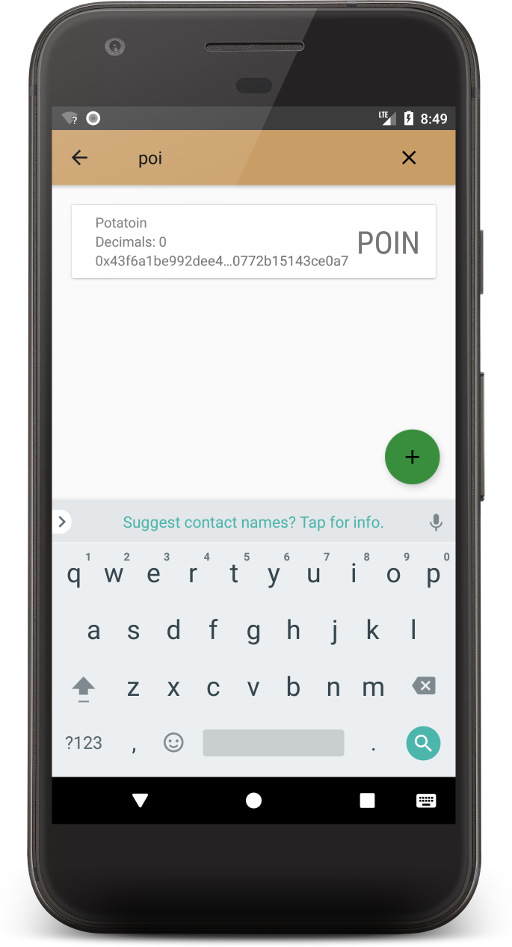 LTE 8:49
poi
Potatoin
Decimals: 0
0x43f6a1be992dee4...0772b15143ce0a7
POIN
+
Suggest contact names? Tap for info.
1 2 3 4 5 6 7 8 9 0
q w e r t y u i o p
a s d f g h j k l
z x c v b n m
?123 , .